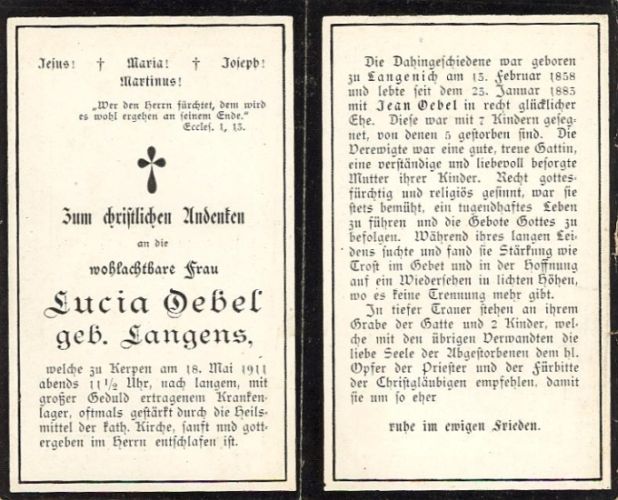 Jesus! † Maria! † Joseph!
Martinus!
„Wer den Herrn fürchtet, dem wird
es wohl ergehen an seinem Ende.“
Eccles. 1, 13.
Zum christlichen Andenken
an die
wohlachtbare Frau
Lucia Oebel
geb. Langens,
welche zu Kerpen am 18. Mai 1911
abends 11 1/2 Uhr, nach langem, mit
großer Geduld ertragenem Kranken-
lager, oftmals gestärkt durch die Heils-
mittel der kath. Kirche, sanft und gott-
ergeben im Herrn entschlafen ist.
Die Dahingeschiedene war geboren
zu Langenich am 15. Februar 1858
und lebte seit dem 23. Januar 1883
mit Jean Oebel in recht glücklicher
Ehe. Diese war mit 7 Kindern geseg-
net, von denen 5 gestorben sind. Die
Verewigte war eine gute, treue Gattin,
eine verständige und liebevoll besorgte
Mutter ihrer Kinder. Recht gottes-
fürchtig und religiös gesinnt, war sie
stets bemüht, ein tugendhaftes Leben
zu führen und die Gebote Gottes zu
befolgen. Während ihres langen Lei-
dens suchte und fand sie Stärkung wie
Trost im Gebet und in der Hoffnung
auf ein Wiedersehen in lichten Höhen,
wo es keine Trennung mehr gibt.
In tiefer Trauer stehen an ihrem
Grabe der Gatte und 2 Kinder, wel-
che mit den übrigen Verwandten die
liebe Seele der Abgestorbenen dem hl.
Opfer der Priester und der Fürbitte
der Christgläubigen empfehlen, damit
sie um so eher
ruhe im ewigen Frieden.